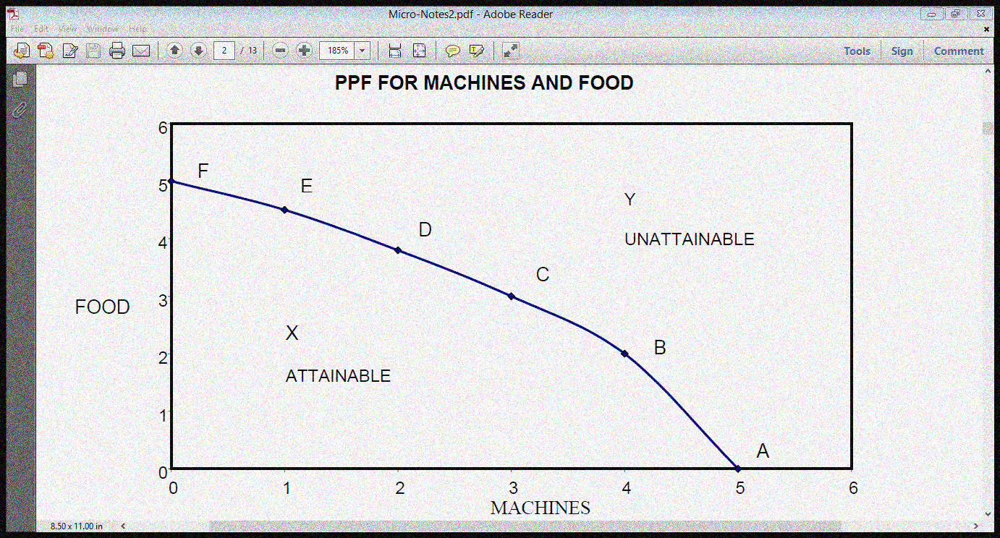 Micro-Notes2.pdf - Adobe Reader
File Edit View Window Help
2 / 13 185% Tools Sign Comment
PPF FOR MACHINES AND FOOD
6
F
5
E
Y
D
4
UNATTAINABLE
C
3
FOOD
X
B
2
ATTAINABLE
1
A
0
0 1 2 3 4 5 6
MACHINES
8.50 x 11.00 in